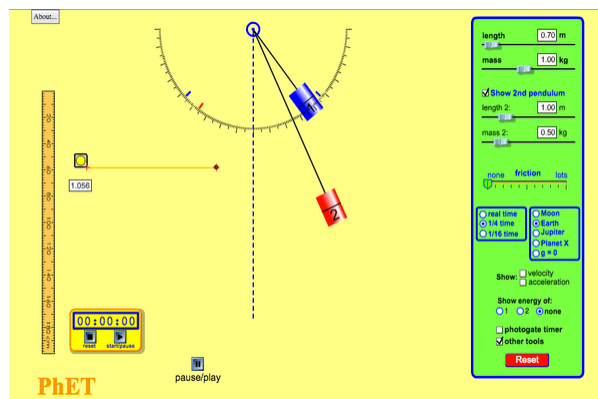 About...
length 0.70 m
mass 1.00 kg
Show 2nd pendulum
length 2: 1.00 m
mass 2: 0.50 kg
none friction lots
real time
1/4 time
1/16 time
Moon
Earth
Jupiter
Planet X
g = 0
Show: velocity
acceleration
Show energy of:
1 2 none
photogate timer
other tools
Reset
1
2
1.056
00:00:00
reset start/pause
pause/play
PhET